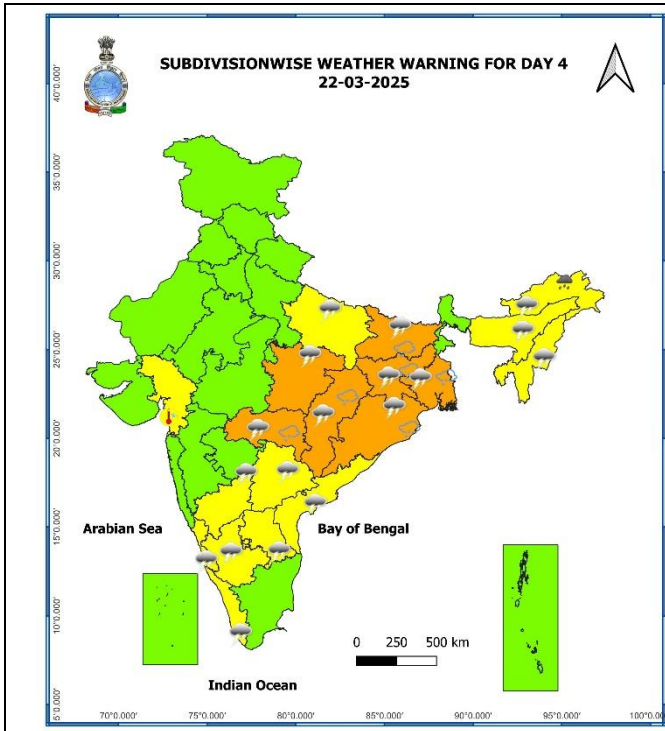 SUBDIVISIONWISE WEATHER WARNING FOR DAY 4
22-03-2025
40°0.000'
35°0.000'
30°0.000'
25°0.000'
20°0.000'
15°0.000'
10°0.000'
5°0.000'
Arabian Sea
Bay of Bengal
0 250 500 km
Indian Ocean
70°0.000' 75°0.000' 80°0.000' 85°0.000' 90°0.000' 95°0.000'